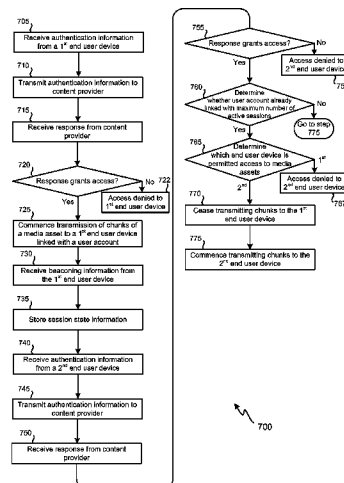 705
Receive authentication information
from a 1st end user device
710
Transmit authentication information to
content provider
715
Receive response from content
provider
720
Response grants access?
No
722
Yes
Access denied to
1st end user device
725
Commence transmission of chunks of
a media asset to a 1st end user device
linked with a user account
730
Receive beaconing information from
the 1st end user device
735
Store session state information
740
Receive authentication information
from a 2nd end user device
745
Transmit authentication information to
content provider
750
Receive response from content
provider
755
Response grants access?
No
Yes
Access denied to
2nd end user device
760
Determine
whether user account already
linked with maximum number of
active sessions
No
Go to step
775
Yes
765
Determine
which end user device is
permitted access to media
assets
1st
2nd
Access denied to
2nd end user device
767
770
Cease transmitting chunks to the 1st
end user device
775
Commence transmitting chunks to the
2nd end user device
700